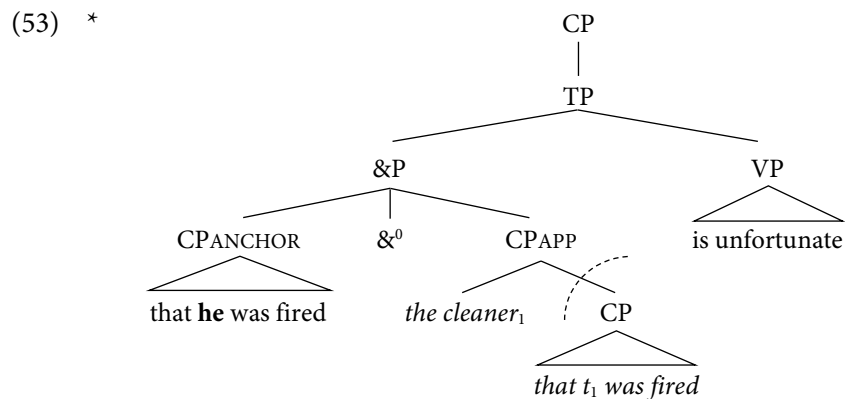 (53) * CP
TP
&P VP
CPANCHOR &⁰ CPAPP is unfortunate
that he was fired the cleaner₁ CP
that t₁ was fired